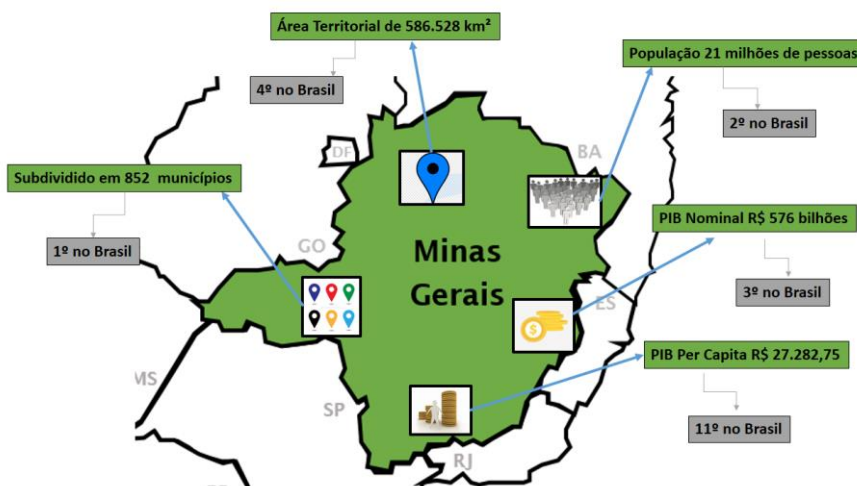 Área Territorial de 586.528 km²
4º no Brasil
População 21 milhões de pessoas
2º no Brasil
DF
BA
Subdividido em 852 municípios
1º no Brasil
GO
PIB Nominal R$ 576 bilhões
3º no Brasil
Minas
Gerais
ES
PIB Per Capita R$ 27.282,75
11º no Brasil
MS
SP
RJ